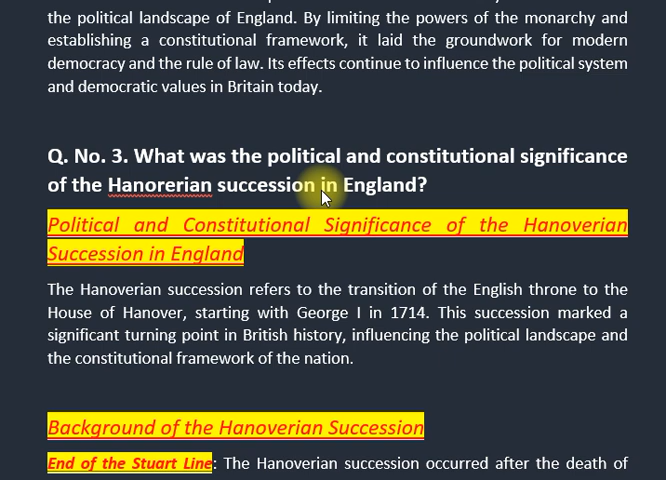 the political landscape of England. By limiting the powers of the monarchy and
establishing a constitutional framework, it laid the groundwork for modern
democracy and the rule of law. Its effects continue to influence the political system
and democratic values in Britain today.
Q. No. 3. What was the political and constitutional significance
of the Hanorerian succession in England?
Political and Constitutional Significance of the Hanoverian
Succession in England
The Hanoverian succession refers to the transition of the English throne to the
House of Hanover, starting with George I in 1714. This succession marked a
significant turning point in British history, influencing the political landscape and
the constitutional framework of the nation.
Background of the Hanoverian Succession
End of the Stuart Line: The Hanoverian succession occurred after the death of